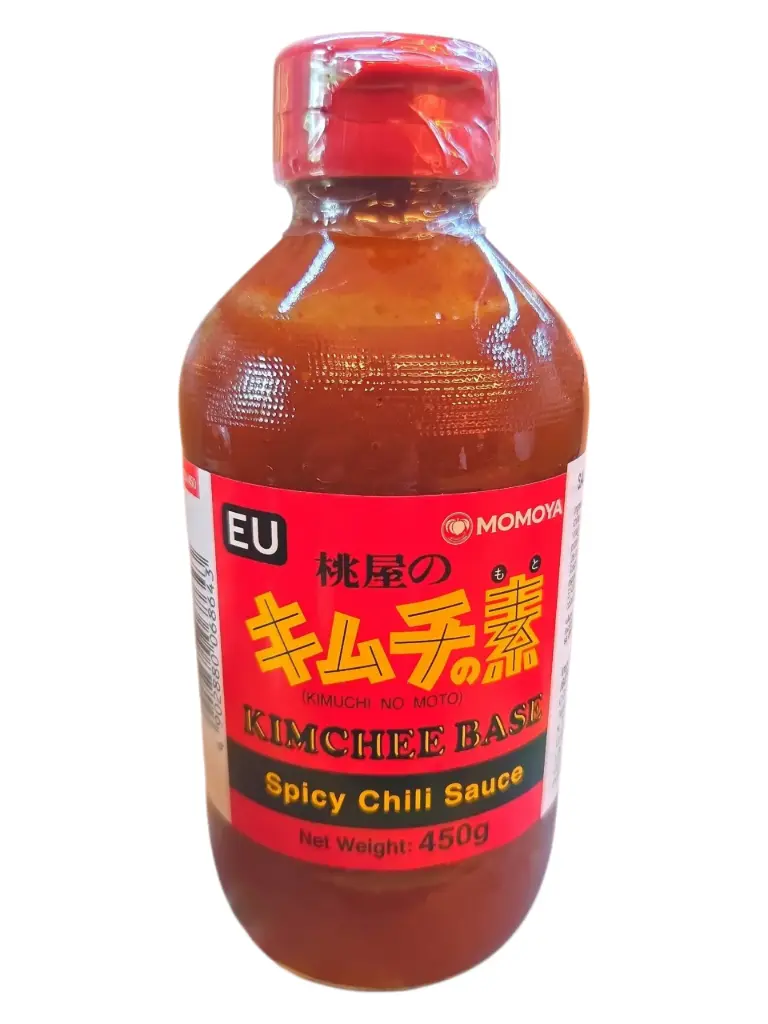 EU
MOMOYA
桃屋の
もと
キムチの素
(KIMUCHI NO MOTO)
KIMCHEE BASE
Spicy Chili Sauce
Net Weight: 450g